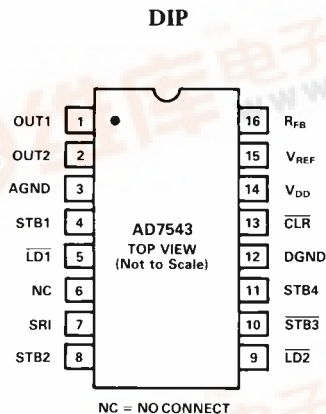 DIP
OUT1 1
OUT2 2
AGND 3
STB1 4
LD1 5
NC 6
SRI 7
STB2 8
AD7543
TOP VIEW
(Not to Scale)
16 RFB
15 VREF
14 VDD
13 CLR
12 DGND
11 STB4
10 STB3
9 LD2
NC = NO CONNECT